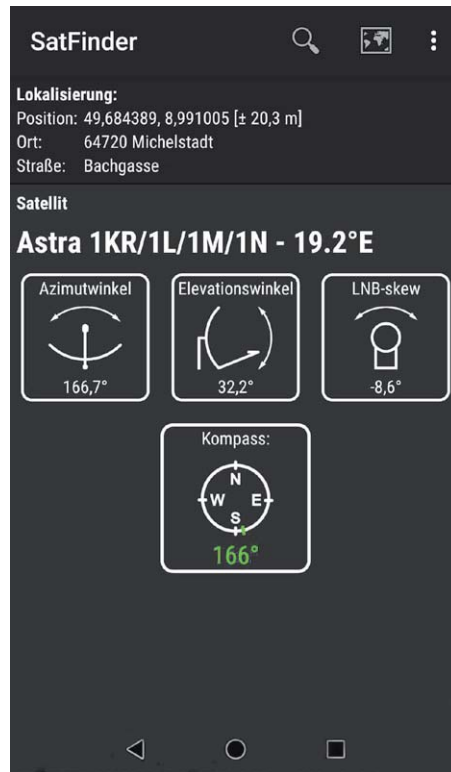 SatFinder
Lokalisierung:
Position: 49,684389, 8,991005 [± 20,3 m]
Ort: 64720 Michelstadt
Straße: Bachgasse
Satellit
Astra 1KR/1L/1M/1N - 19.2°E
Azimutwinkel Elevationswinkel LNB-skew
166,7° 32,2° -8,6°
Kompass:
N
W E
S
166°